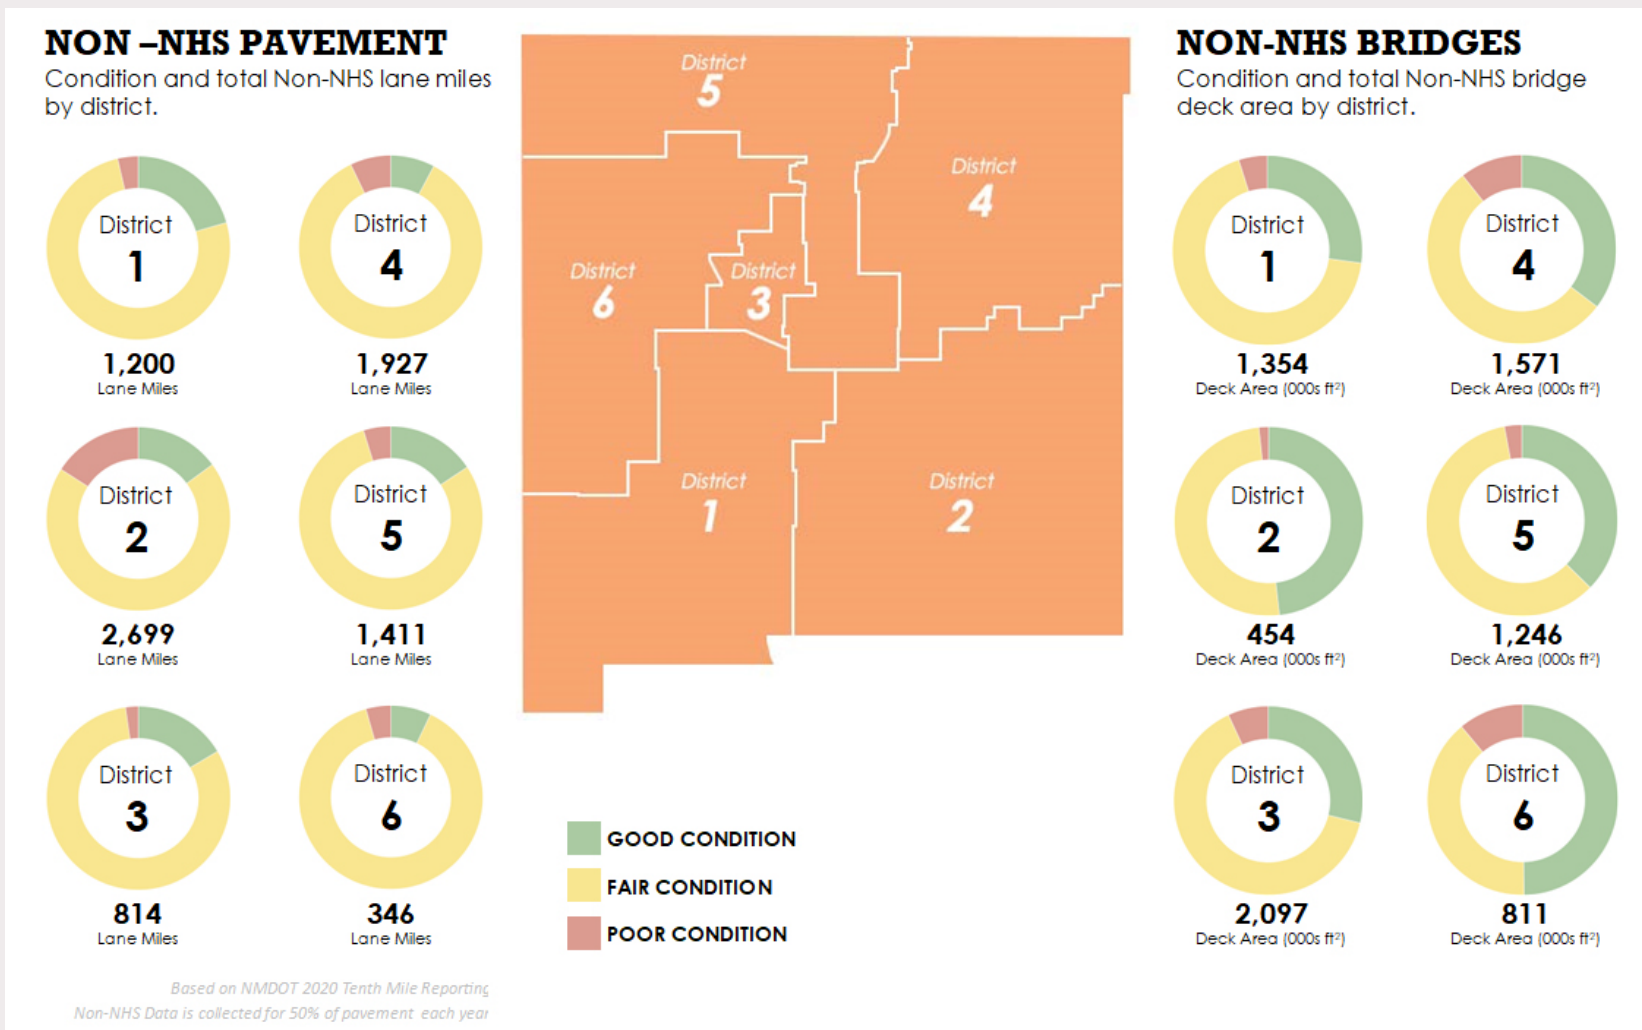 NON –NHS PAVEMENT
Condition and total Non-NHS lane miles
by district.
District
1
1,200
Lane Miles
District
4
1,927
Lane Miles
District
2
2,699
Lane Miles
District
5
1,411
Lane Miles
District
3
814
Lane Miles
District
6
346
Lane Miles
Based on NMDOT 2020 Tenth Mile Reporting
Non-NHS Data is collected for 50% of pavement each year
District
5
District
4
District
6
District
3
District
1
District
2
GOOD CONDITION
FAIR CONDITION
POOR CONDITION
NON-NHS BRIDGES
Condition and total Non-NHS bridge
deck area by district.
District
1
1,354
Deck Area (000s ft²)
District
4
1,571
Deck Area (000s ft²)
District
2
454
Deck Area (000s ft²)
District
5
1,246
Deck Area (000s ft²)
District
3
2,097
Deck Area (000s ft²)
District
6
811
Deck Area (000s ft²)